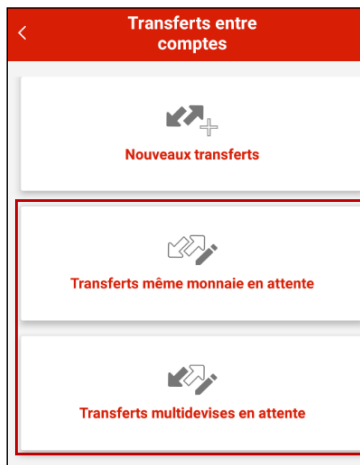 Transferts entre
comptes
Nouveaux transferts
Transferts même monnaie en attente
Transferts multidevises en attente